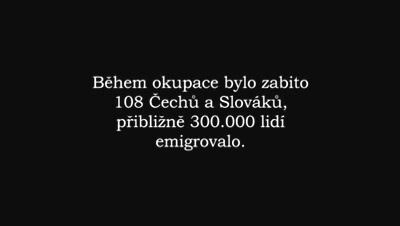 Během okupace bylo zabito
108 Čechů a Slováků,
přibližně 300.000 lidí
emigrovalo.